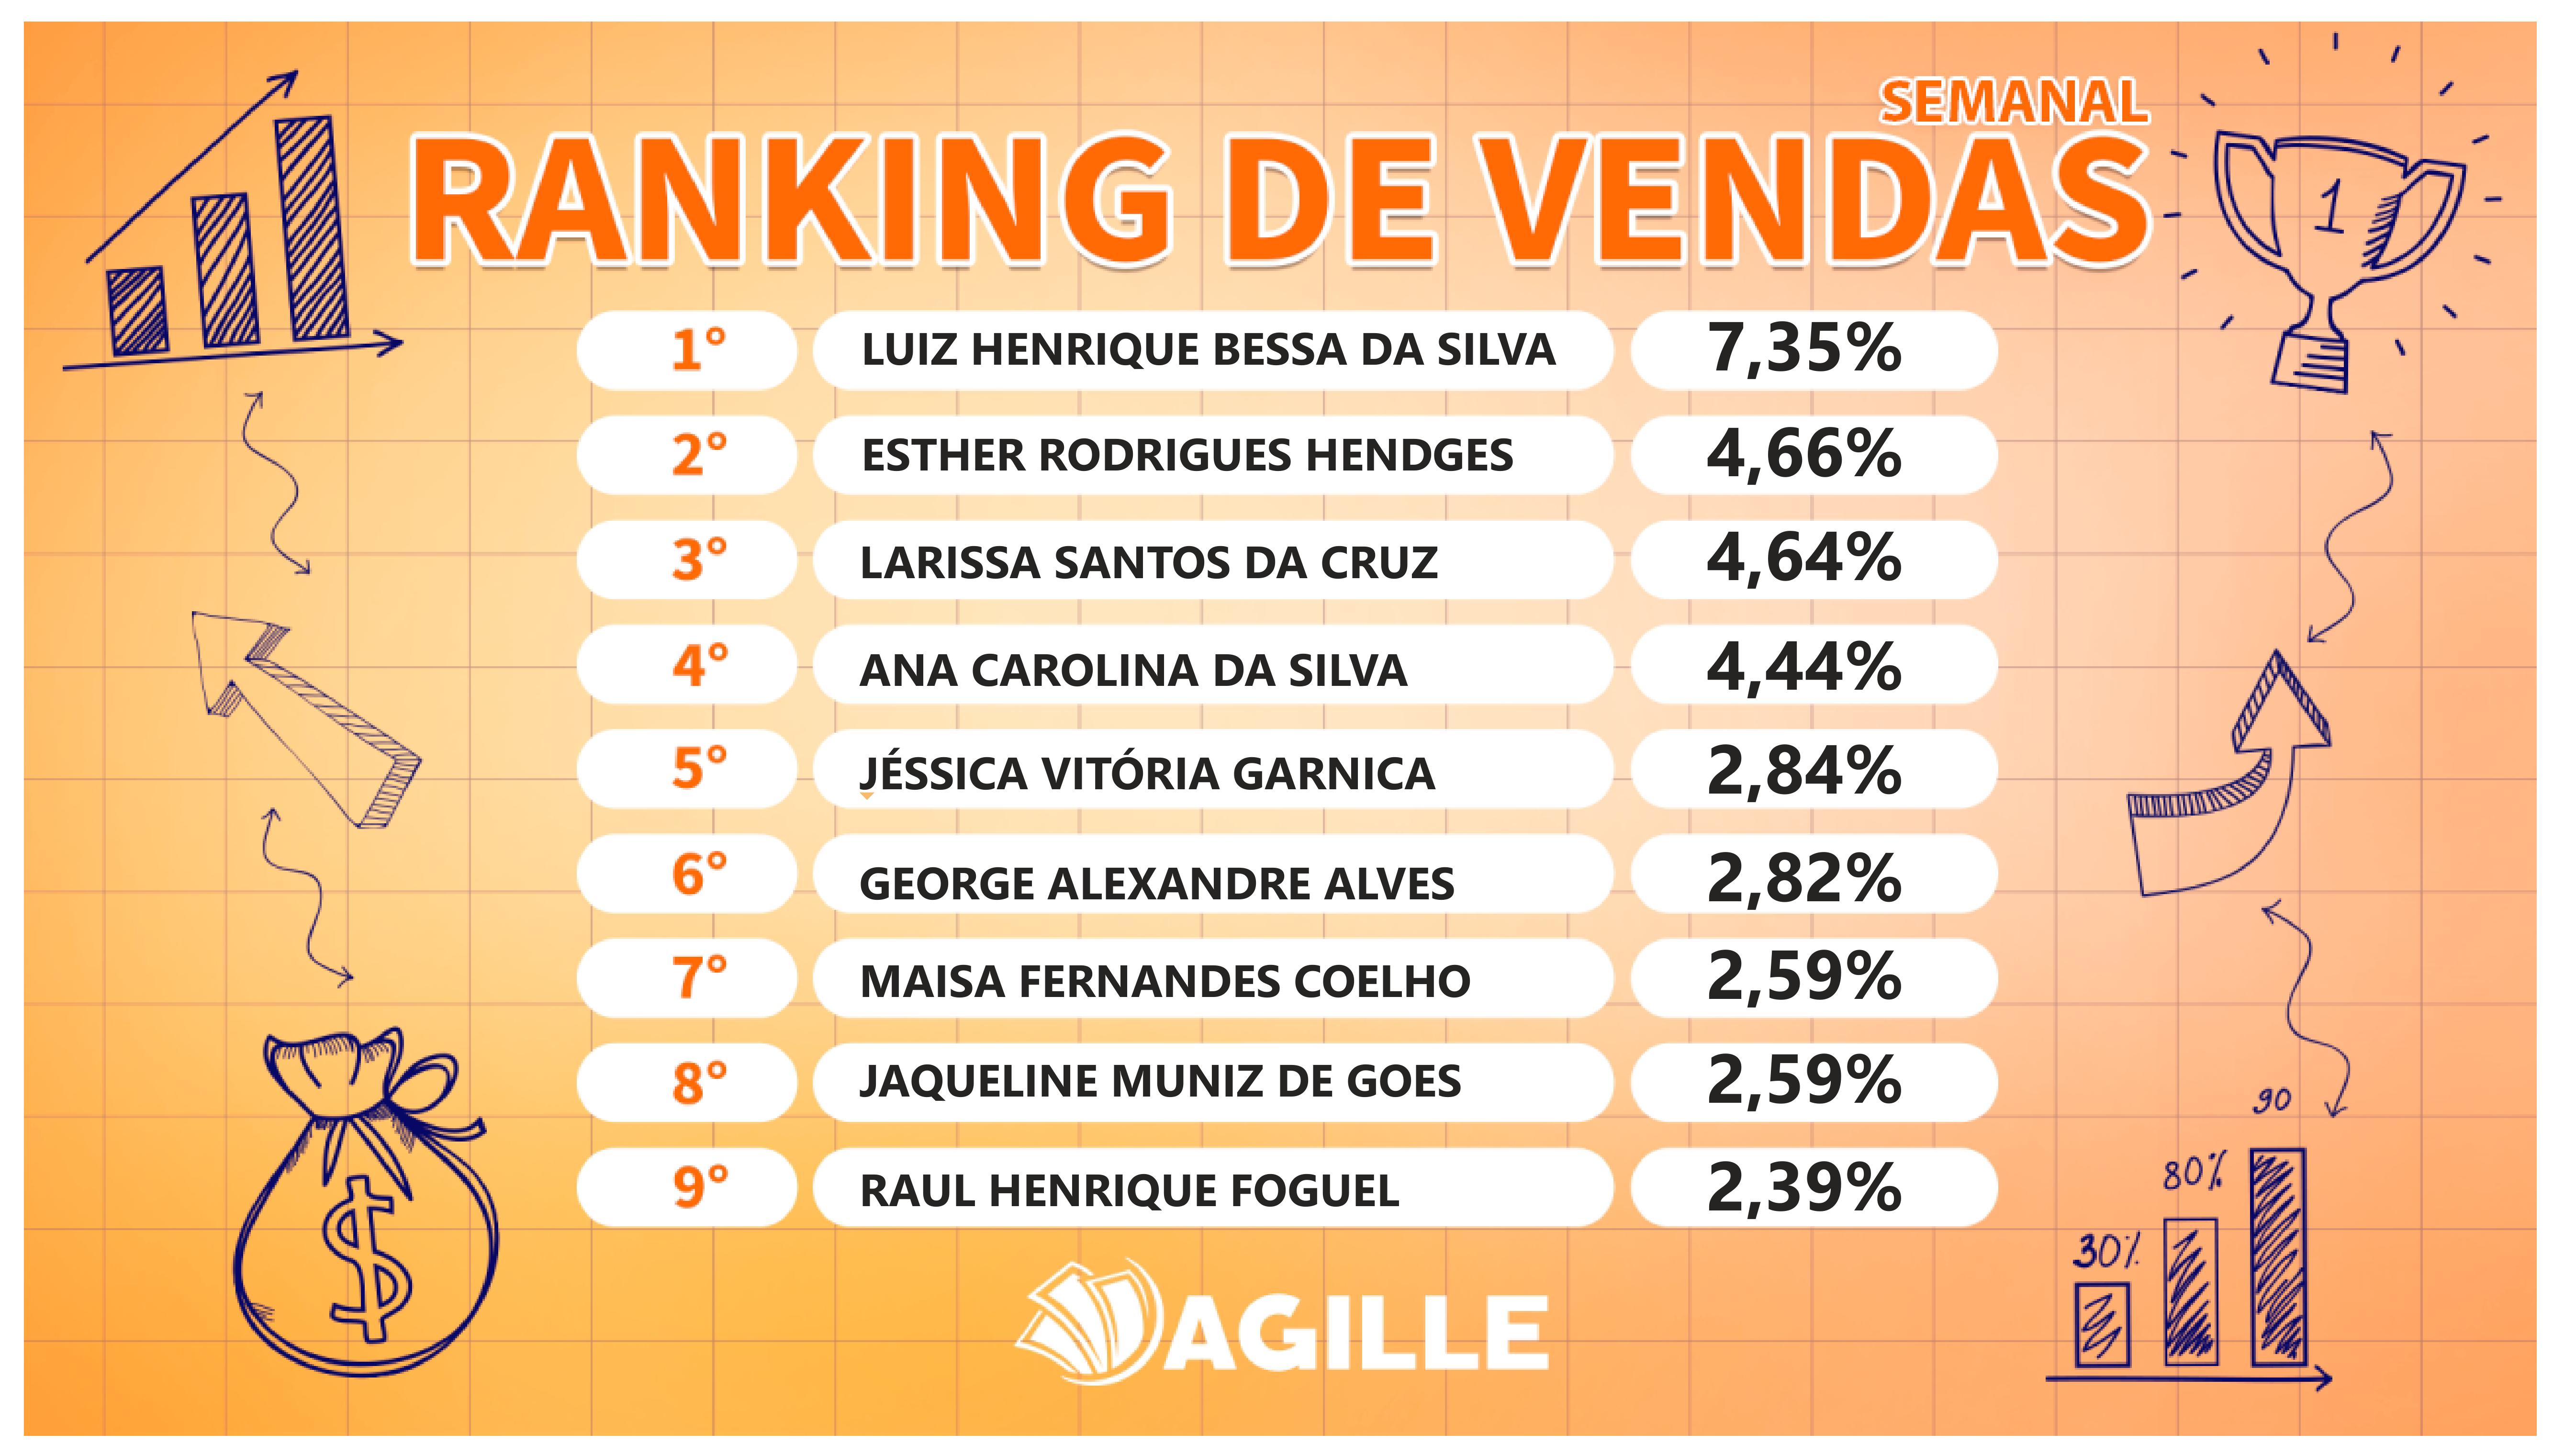 SEMANAL
RANKING DE VENDAS
1° LUIZ HENRIQUE BESSA DA SILVA 7,35%
2° ESTHER RODRIGUES HENDGES 4,66%
3° LARISSA SANTOS DA CRUZ 4,64%
4° ANA CAROLINA DA SILVA 4,44%
5° JÉSSICA VITÓRIA GARNICA 2,84%
6° GEORGE ALEXANDRE ALVES 2,82%
7° MAISA FERNANDES COELHO 2,59%
8° JAQUELINE MUNIZ DE GOES 2,59%
9° RAUL HENRIQUE FOGUEL 2,39%
AGILLE
1
$
30%
80%
90